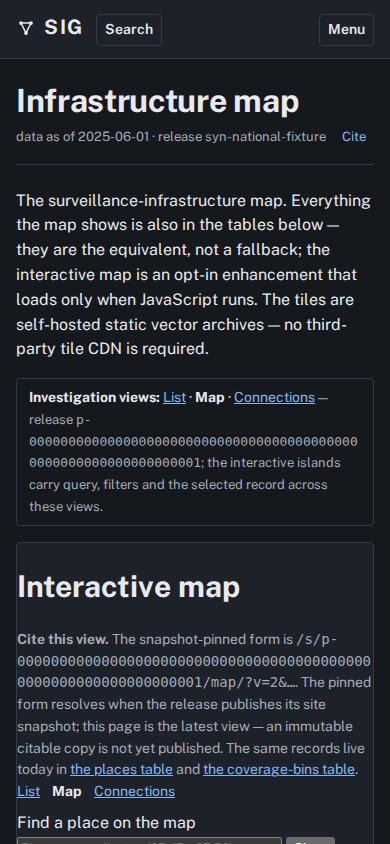 SIG Search Menu
Infrastructure map
data as of 2025-06-01 · release syn-national-fixture Cite
The surveillance-infrastructure map. Everything
the map shows is also in the tables below —
they are the equivalent, not a fallback; the
interactive map is an opt-in enhancement that
loads only when JavaScript runs. The tiles are
self-hosted static vector archives — no third-
party tile CDN is required.
Investigation views: List · Map · Connections —
release p-
0000000000000000000000000000000000000000000
00000000000000000000001; the interactive islands
carry query, filters and the selected record across
these views.
Interactive map
Cite this view. The snapshot-pinned form is /s/p-
0000000000000000000000000000000000000000000
00000000000000000000001/map/?v=2&…. The pinned
form resolves when the release publishes its site
snapshot; this page is the latest view — an immutable
citable copy is not yet published. The same records live
today in the places table and the coverage-bins table.
List Map Connections
Find a place on the map